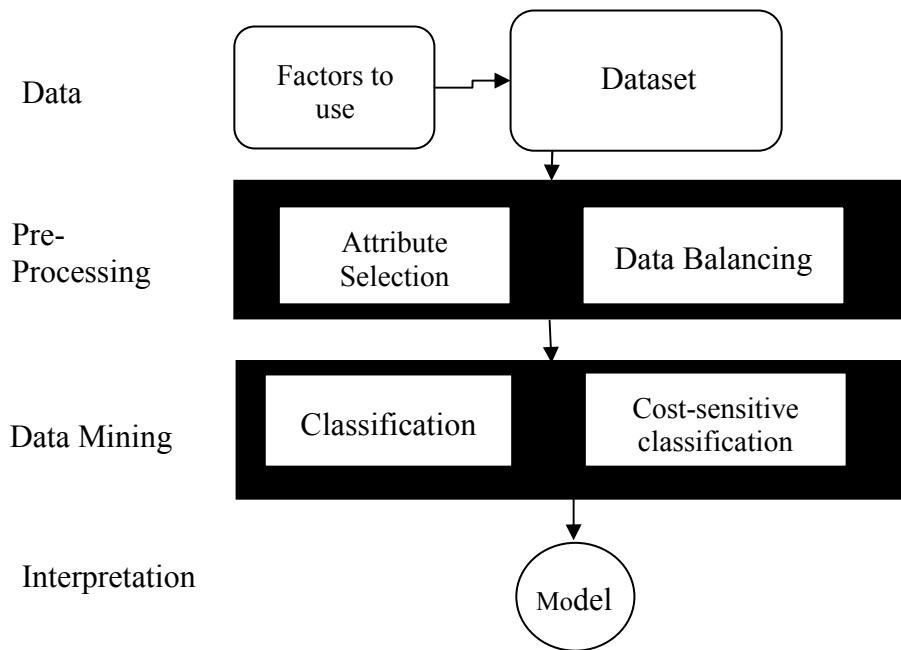 Data
Factors to
use
Dataset
Pre-
Processing
Attribute
Selection
Data Balancing
Data Mining
Classification
Cost-sensitive
classification
Interpretation
Model